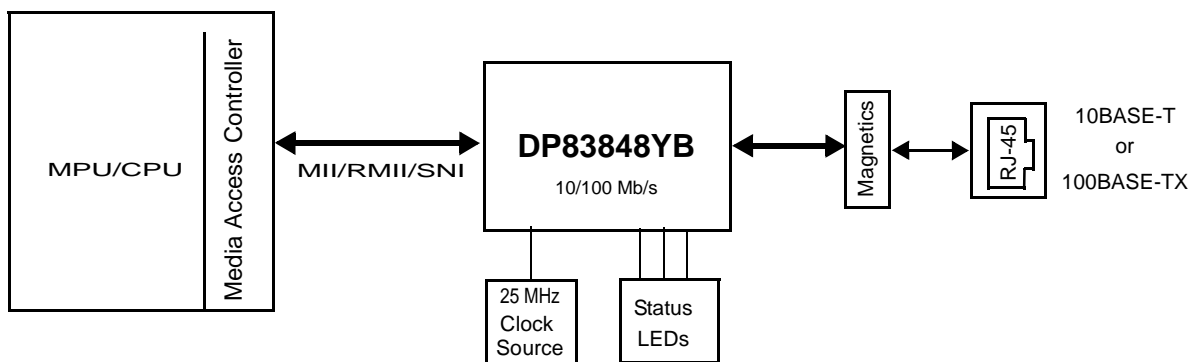 MPU/CPU
Media Access Controller
MII/RMII/SNI
DP83848YB
10/100 Mb/s
25 MHz
Clock
Source
Status
LEDs
Magnetics
RJ-45
10BASE-T
or
100BASE-TX